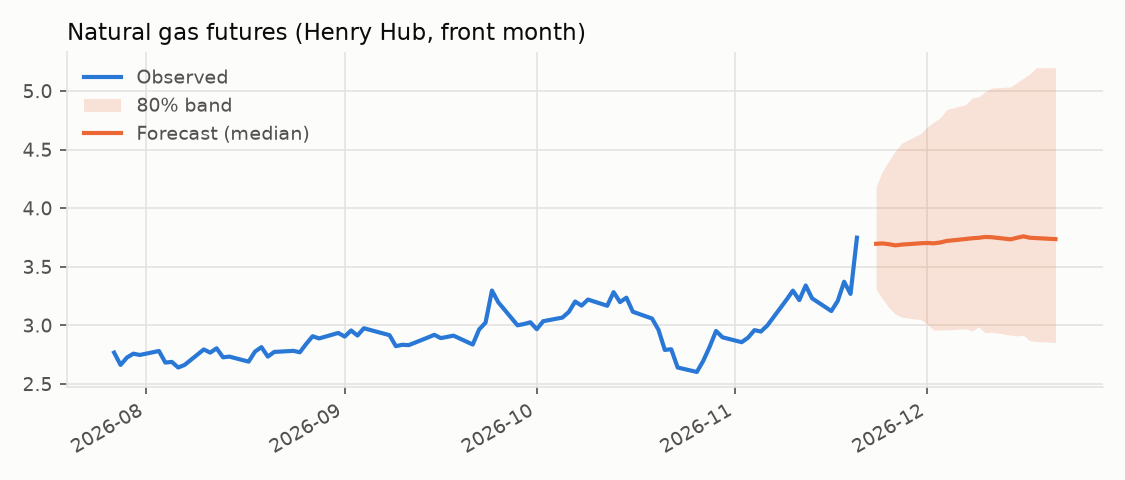 Natural gas futures (Henry Hub, front month)
Observed
80% band
Forecast (median)
5.0
4.5
4.0
3.5
3.0
2.5
2026-08
2026-09
2026-10
2026-11
2026-12